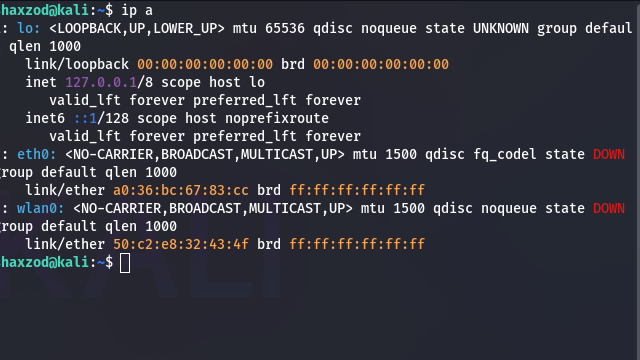 haxzod@kali:~$ ip a
: lo: <LOOPBACK,UP,LOWER_UP> mtu 65536 qdisc noqueue state UNKNOWN group defaul
 qlen 1000
    link/loopback 00:00:00:00:00:00 brd 00:00:00:00:00:00
    inet 127.0.0.1/8 scope host lo
       valid_lft forever preferred_lft forever
    inet6 ::1/128 scope host noprefixroute
       valid_lft forever preferred_lft forever
: eth0: <NO-CARRIER,BROADCAST,MULTICAST,UP> mtu 1500 qdisc fq_codel state DOWN
group default qlen 1000
    link/ether a0:36:bc:67:83:cc brd ff:ff:ff:ff:ff:ff
: wlan0: <NO-CARRIER,BROADCAST,MULTICAST,UP> mtu 1500 qdisc noqueue state DOWN
group default qlen 1000
    link/ether 50:c2:e8:32:43:4f brd ff:ff:ff:ff:ff:ff
haxzod@kali:~$
KALI